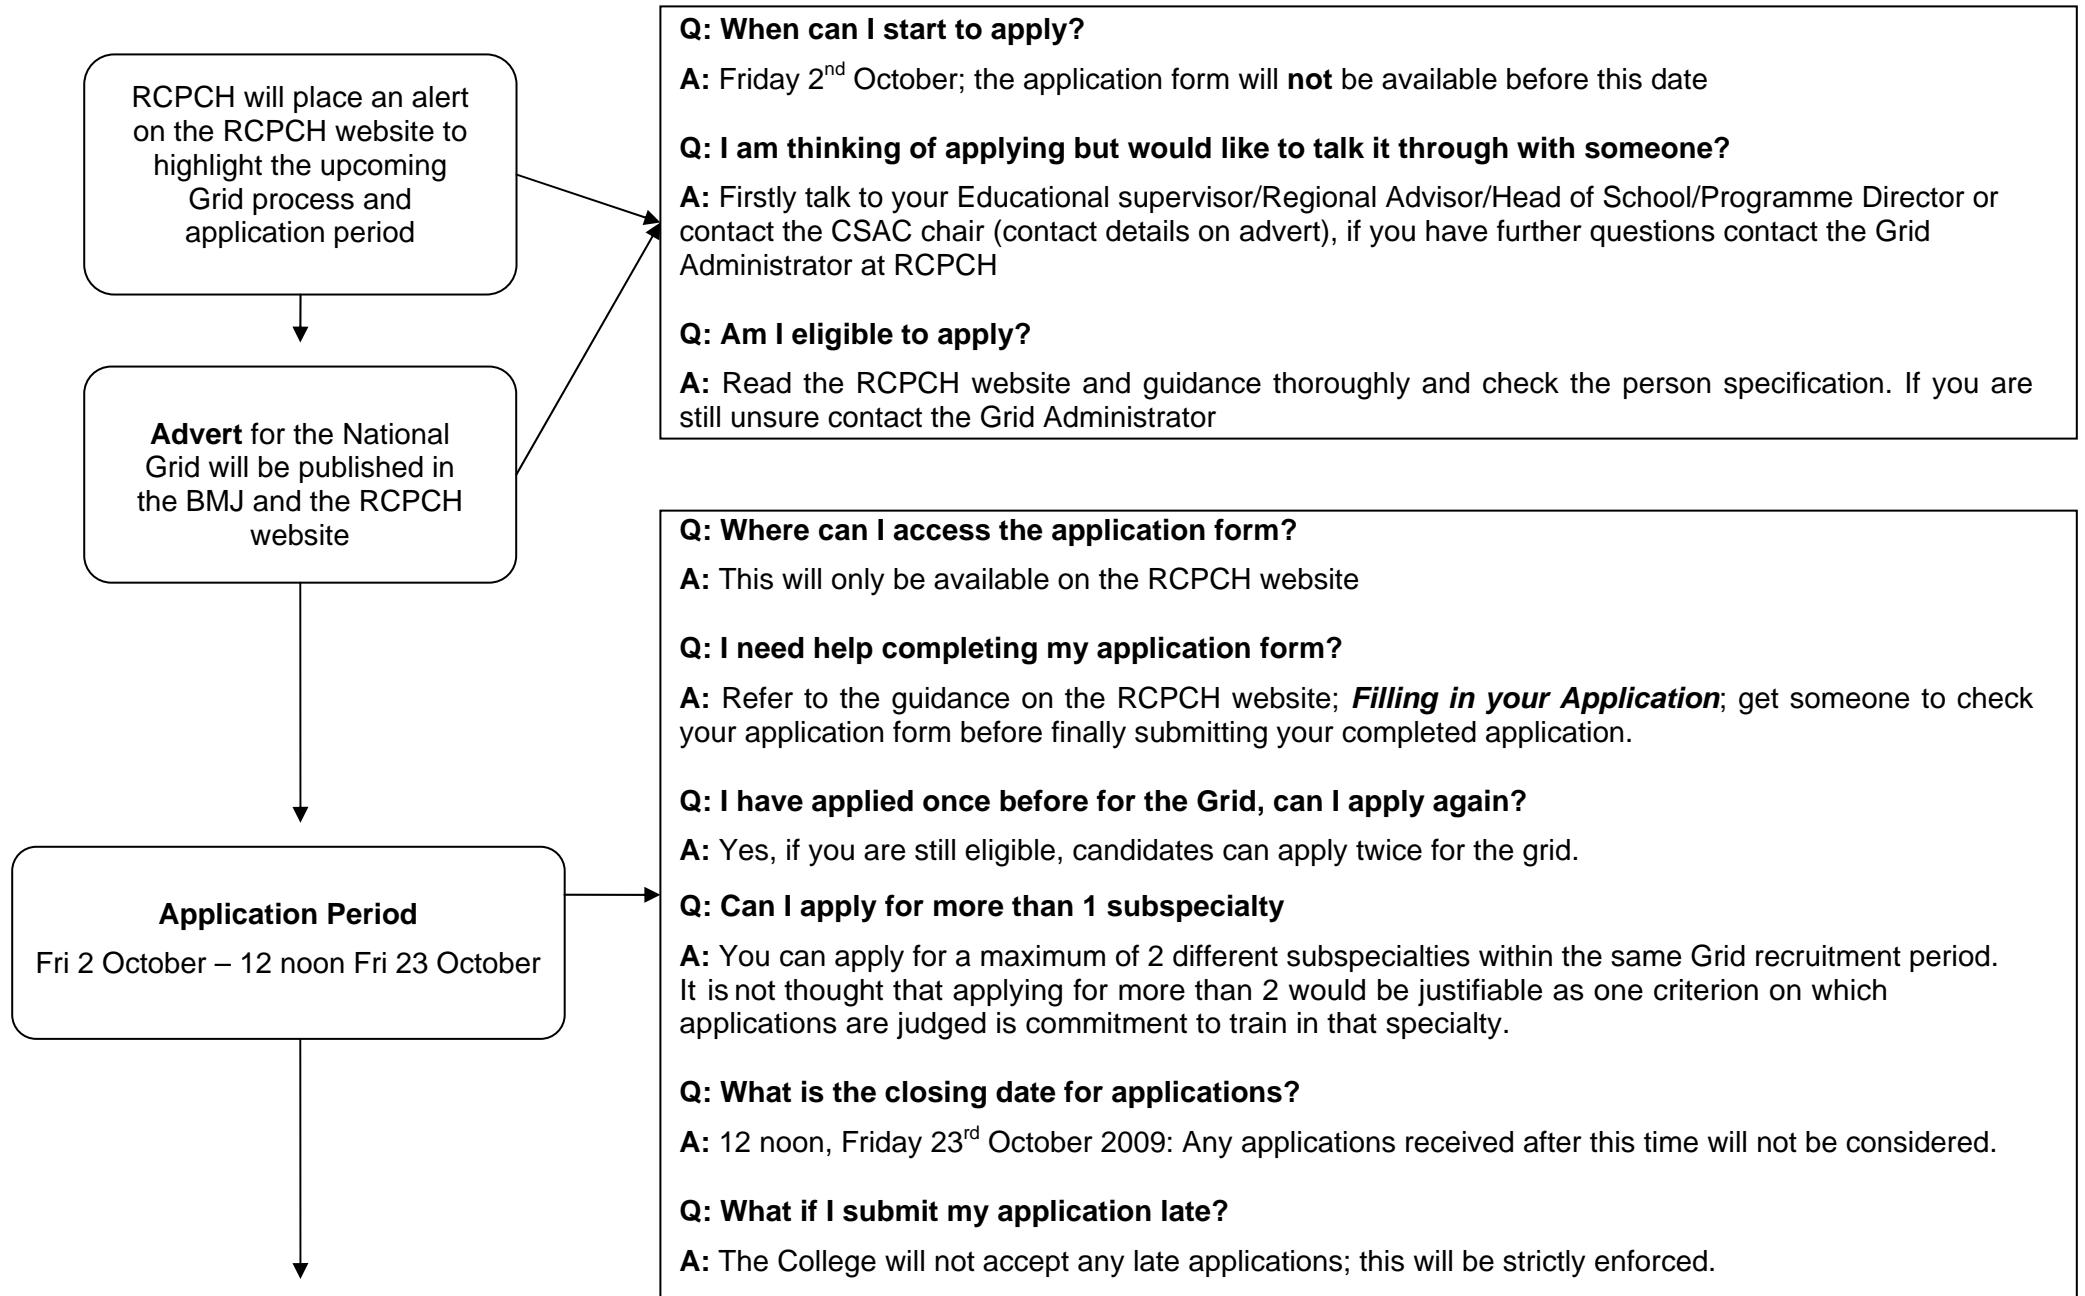 RCPCH will place an alert
on the RCPCH website to
highlight the upcoming
Grid process and
application period
Advert for the National
Grid will be published in
the BMJ and the RCPCH
website
Application Period
Fri 2 October – 12 noon Fri 23 October
Q: When can I start to apply?
A: Friday 2nd October; the application form will not be available before this date
Q: I am thinking of applying but would like to talk it through with someone?
A: Firstly talk to your Educational supervisor/Regional Advisor/Head of School/Programme Director or
contact the CSAC chair (contact details on advert), if you have further questions contact the Grid
Administrator at RCPCH
Q: Am I eligible to apply?
A: Read the RCPCH website and guidance thoroughly and check the person specification. If you are
still unsure contact the Grid Administrator
Q: Where can I access the application form?
A: This will only be available on the RCPCH website
Q: I need help completing my application form?
A: Refer to the guidance on the RCPCH website; Filling in your Application; get someone to check
your application form before finally submitting your completed application.
Q: I have applied once before for the Grid, can I apply again?
A: Yes, if you are still eligible, candidates can apply twice for the grid.
Q: Can I apply for more than 1 subspecialty
A: You can apply for a maximum of 2 different subspecialties within the same Grid recruitment period.
It is not thought that applying for more than 2 would be justifiable as one criterion on which
applications are judged is commitment to train in that specialty.
Q: What is the closing date for applications?
A: 12 noon, Friday 23rd October 2009: Any applications received after this time will not be considered.
Q: What if I submit my application late?
A: The College will not accept any late applications; this will be strictly enforced.